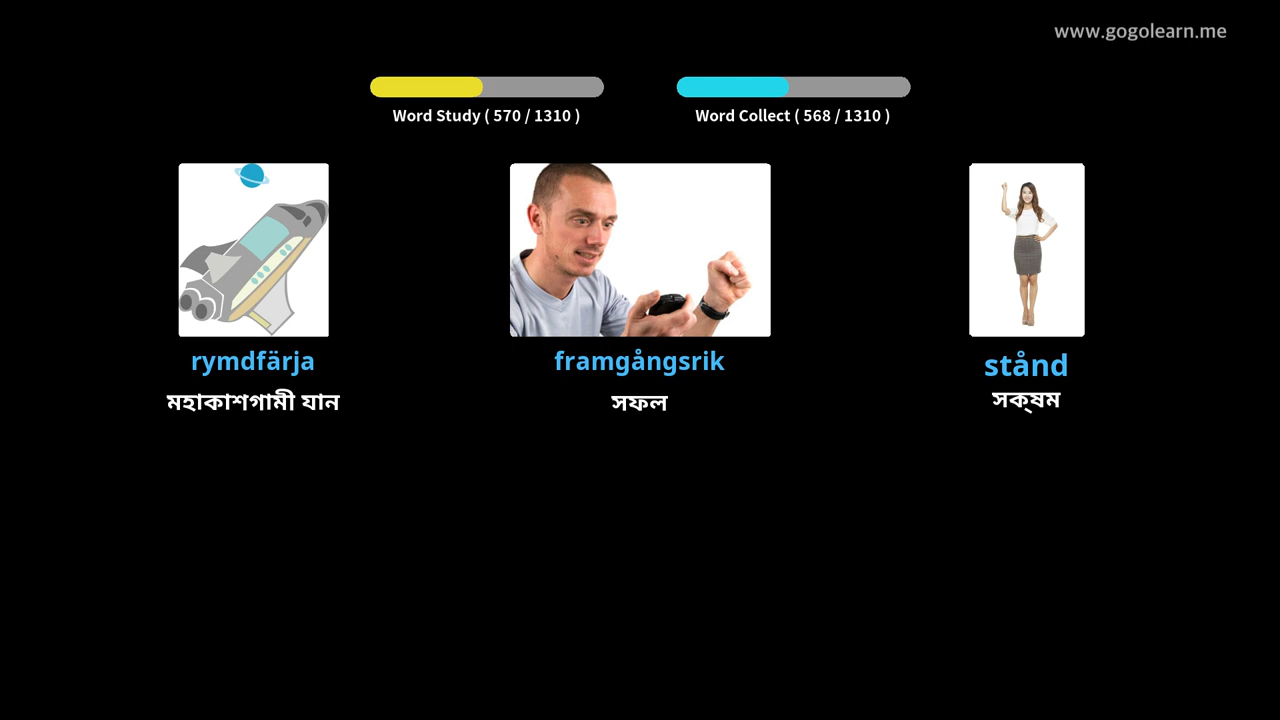 www.gogolearn.me
Word Study ( 570 / 1310 )
Word Collect ( 568 / 1310 )
rymdfärja
framgångsrik
stånd
মহাকাশগামী যান
সফল
সক্‌ষম